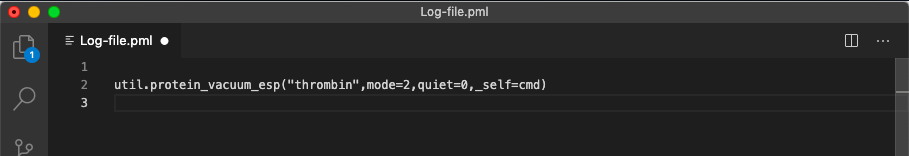 Log-file.pml
Log-file.pml
1
1
2 util.protein_vacuum_esp("thrombin",mode=2,quiet=0,_self=cmd)
3